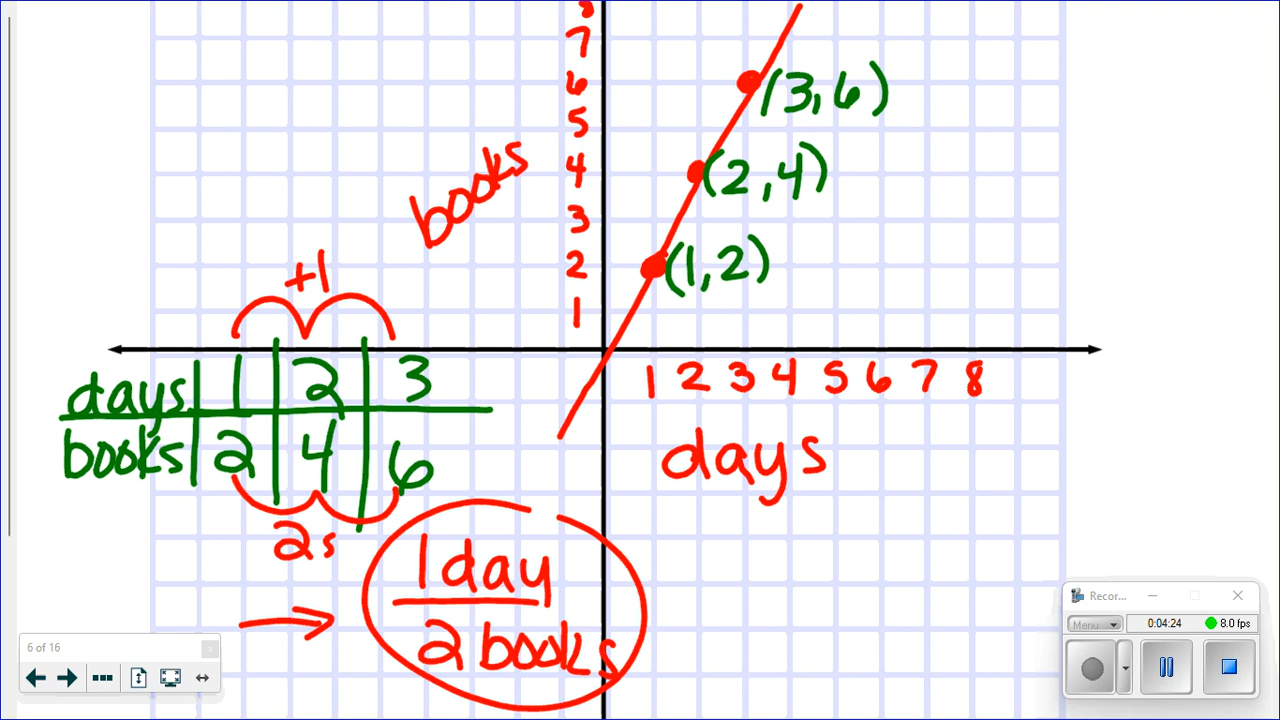 8
7
6
5
4
3
2
1
(3,6)
(2,4)
(1,2)
books
+1
1 2 3 4 5 6 7 8
days
days 1 2 3
books 2 4 6
2s
1 day
2 books
6 of 16
Recor...
Menu
0:04:24
8.0 fps